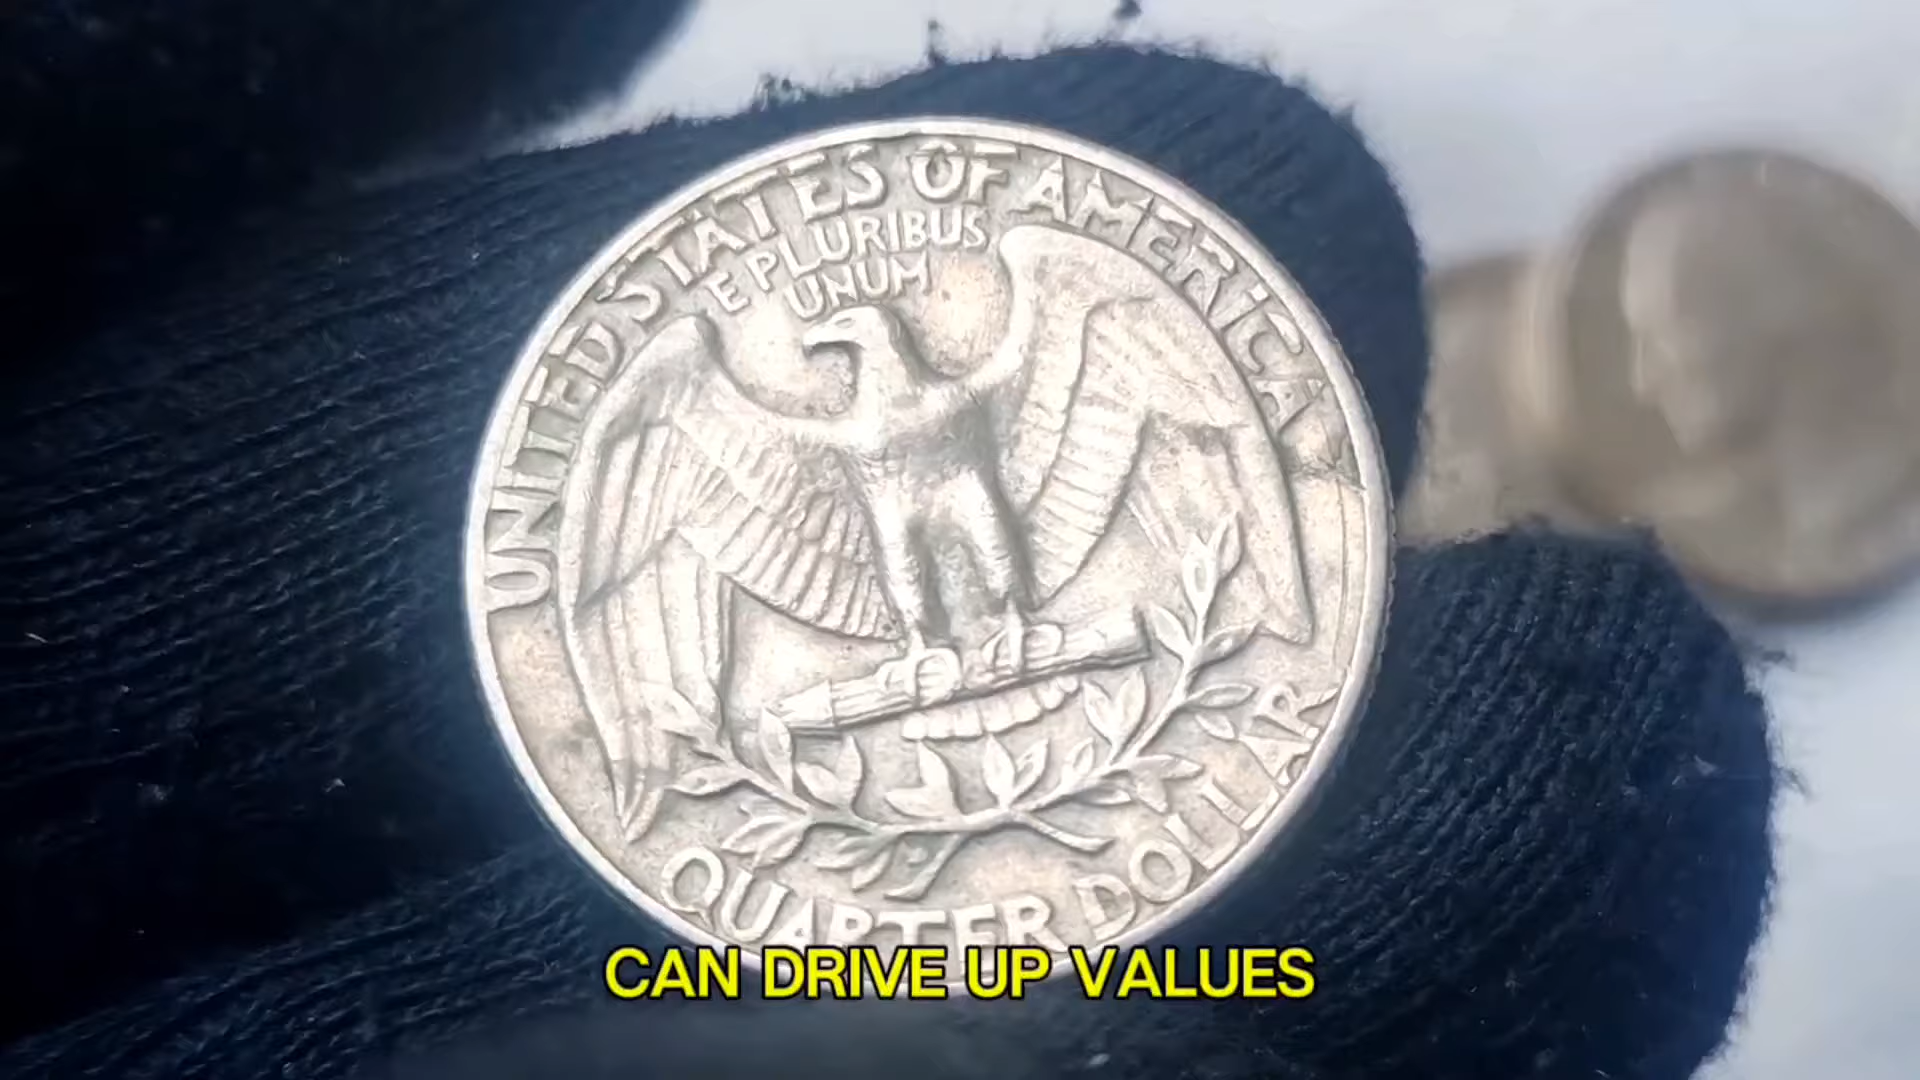 UNITED STATES OF AMERICA
E PLURIBUS
UNUM
QUARTER DOLLAR
CAN DRIVE UP VALUES